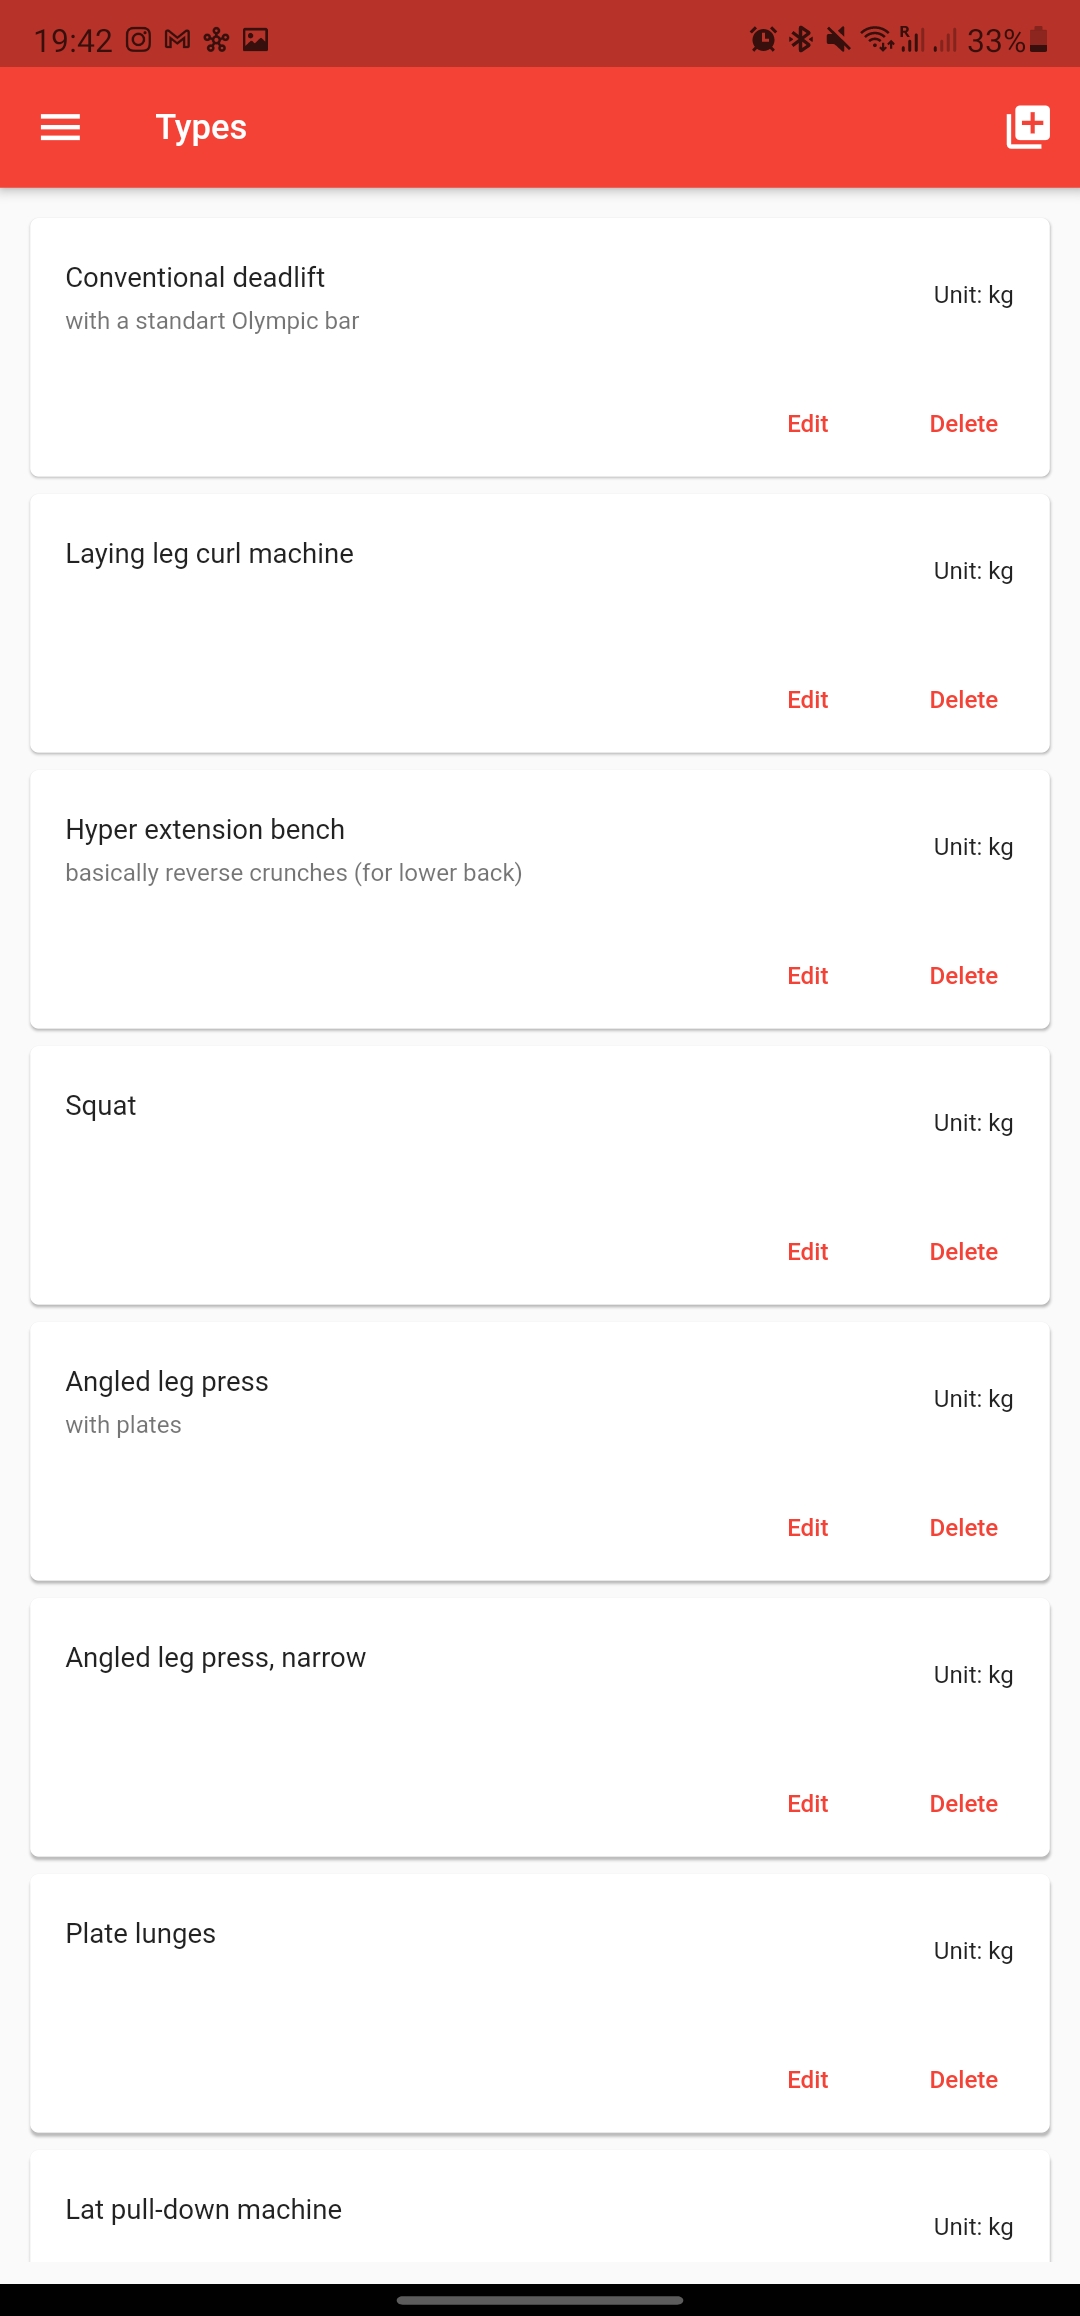 19:42 33%
Types
Conventional deadlift
Unit: kg
with a standart Olympic bar
Edit Delete
Laying leg curl machine
Unit: kg
Edit Delete
Hyper extension bench
Unit: kg
basically reverse crunches (for lower back)
Edit Delete
Squat
Unit: kg
Edit Delete
Angled leg press
Unit: kg
with plates
Edit Delete
Angled leg press, narrow
Unit: kg
Edit Delete
Plate lunges
Unit: kg
Edit Delete
Lat pull-down machine
Unit: kg